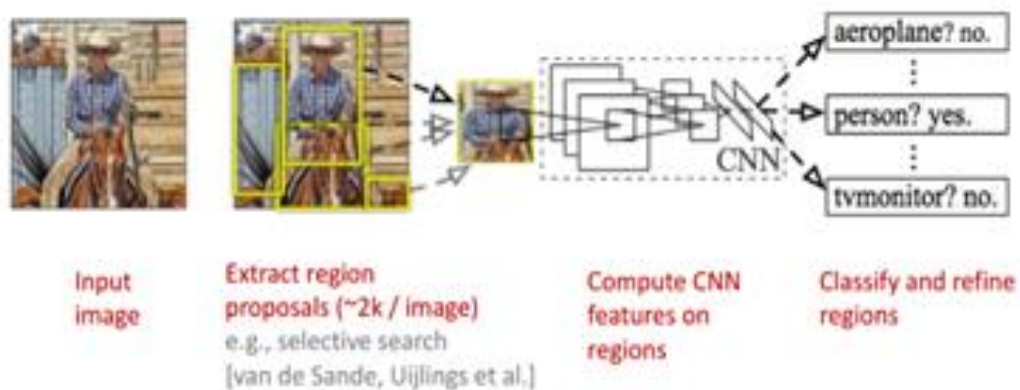 aeroplane? no.
person? yes.
CNN
tvmonitor? no.
Input
image
Extract region
proposals (~2k / image)
e.g., selective search
[van de Sande, Uijlings et al.]
Compute CNN
features on
regions
Classify and refine
regions